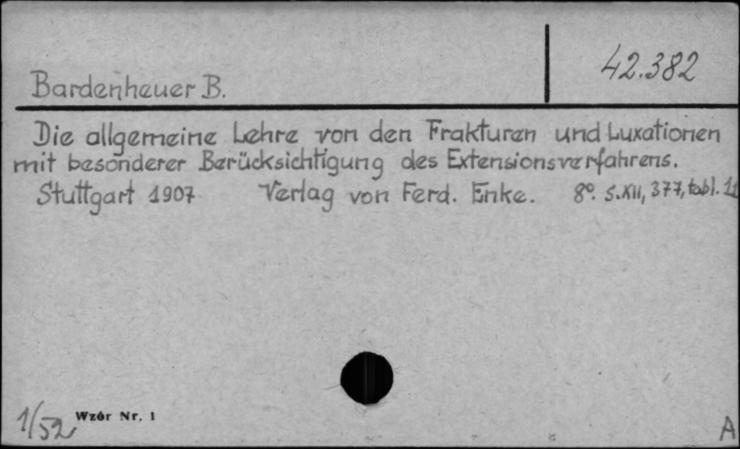 42.382
Bardenheuer B.
Die allgemeine Lehre von den Frakturen und Luxationen
mit besonderer Berücksichtigung des Extensionsverfahrens.
Stuttgart 1907 Verlag von Ferd. Enke. 8°. S. XII, 377, tabl.
1/52 Wzór Nr. 1
A